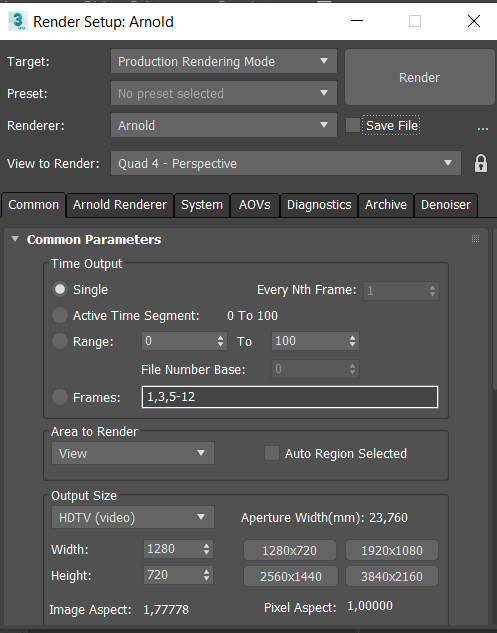 Render Setup: Arnold
Target: Production Rendering Mode
Render
Preset: No preset selected
Renderer: Arnold
Save File ...
View to Render: Quad 4 - Perspective
Common Arnold Renderer System AOVs Diagnostics Archive Denoiser
Common Parameters
Time Output
Single Every Nth Frame: 1
Active Time Segment: 0 To 100
Range: 0 To 100
File Number Base: 0
Frames: 1,3,5-12
Area to Render
View Auto Region Selected
Output Size
HDTV (video) Aperture Width(mm): 23,760
Width: 1280 1280x720 1920x1080
Height: 720 2560x1440 3840x2160
Image Aspect: 1,77778 Pixel Aspect: 1,00000